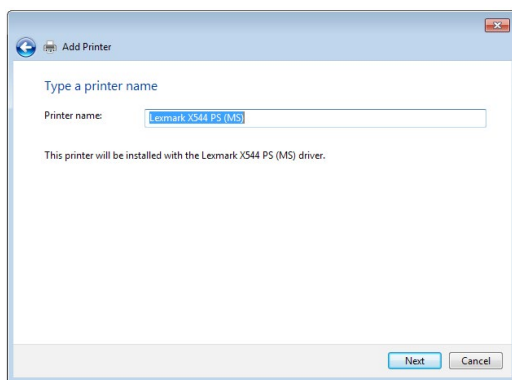 Add Printer
Type a printer name
Printer name: Lexmark X544 PS (MS)
This printer will be installed with the Lexmark X544 PS (MS) driver.
Next Cancel